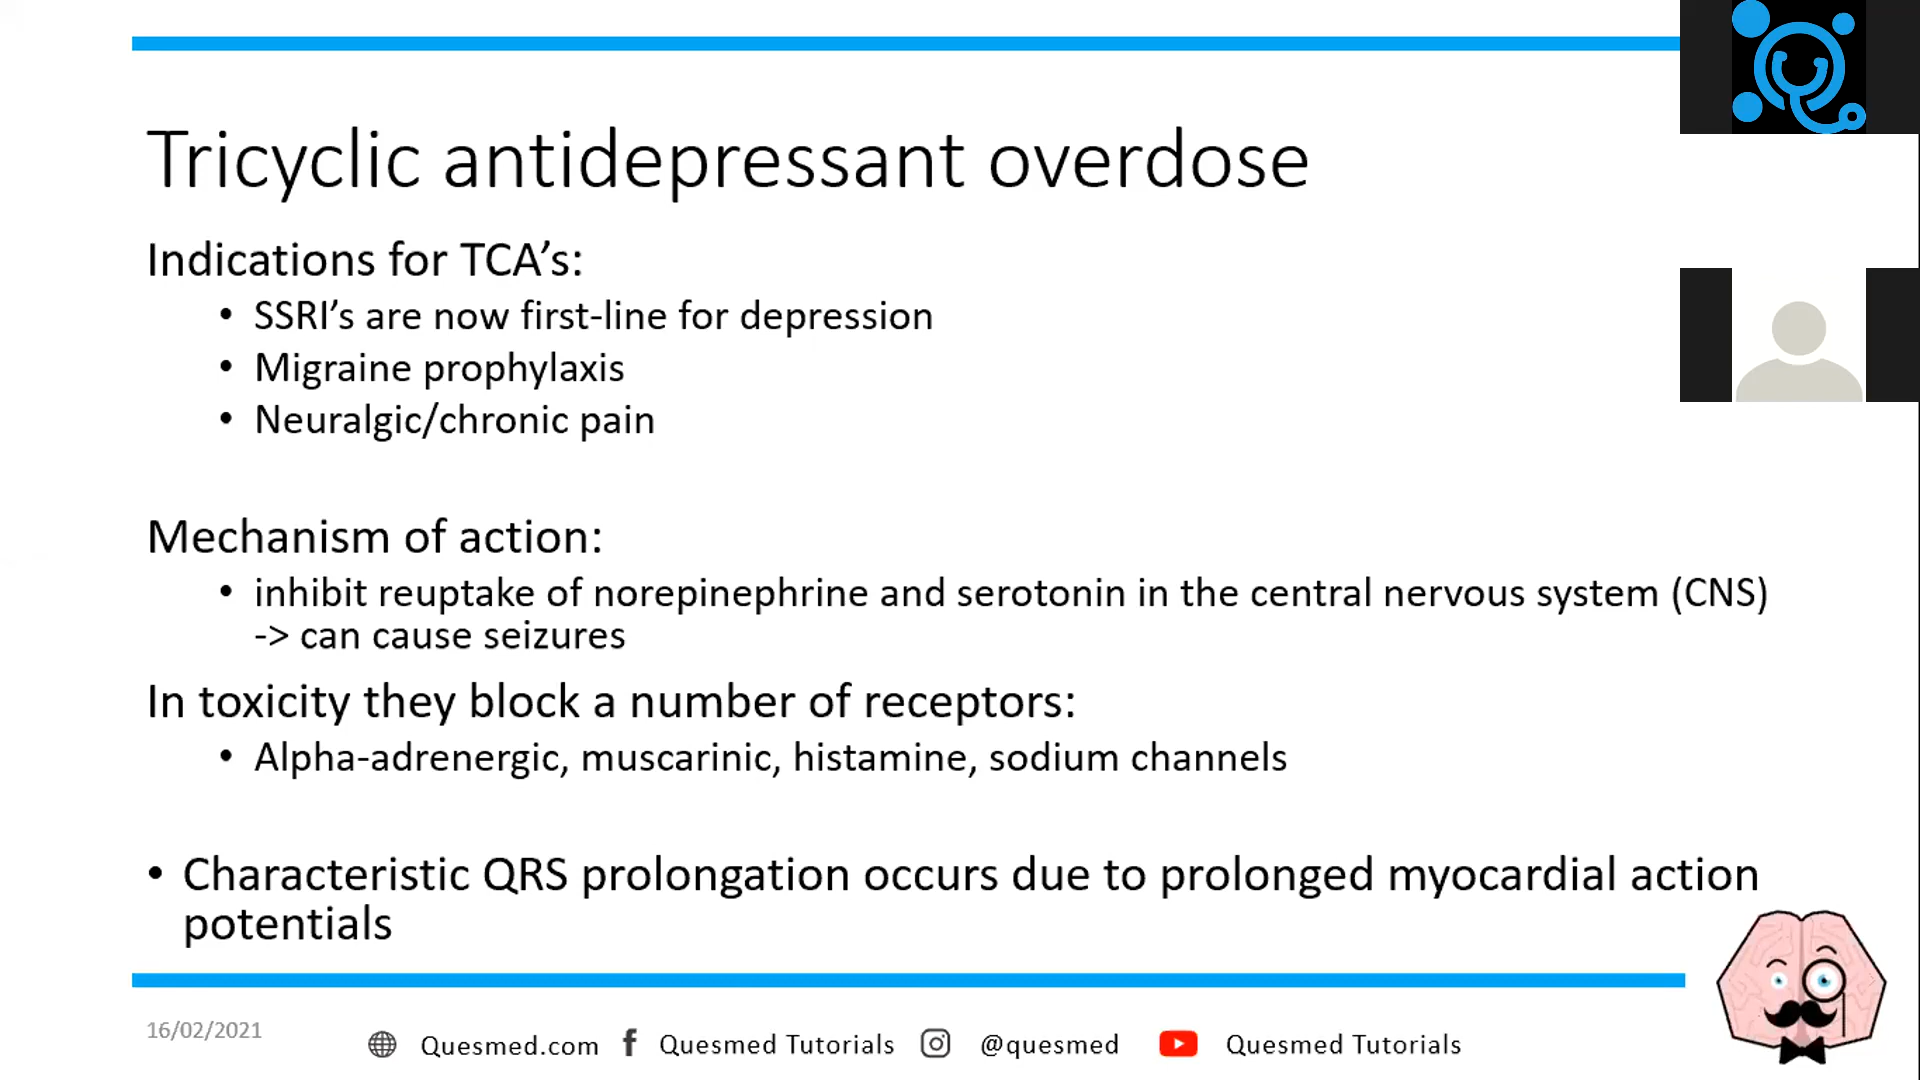 Tricyclic antidepressant overdose
Indications for TCA’s:
• SSRI’s are now first-line for depression
• Migraine prophylaxis
• Neuralgic/chronic pain
Mechanism of action:
• inhibit reuptake of norepinephrine and serotonin in the central nervous system (CNS)
-> can cause seizures
In toxicity they block a number of receptors:
• Alpha-adrenergic, muscarinic, histamine, sodium channels
• Characteristic QRS prolongation occurs due to prolonged myocardial action
potentials
16/02/2021
Quesmed.com
Quesmed Tutorials
@quesmed
Quesmed Tutorials